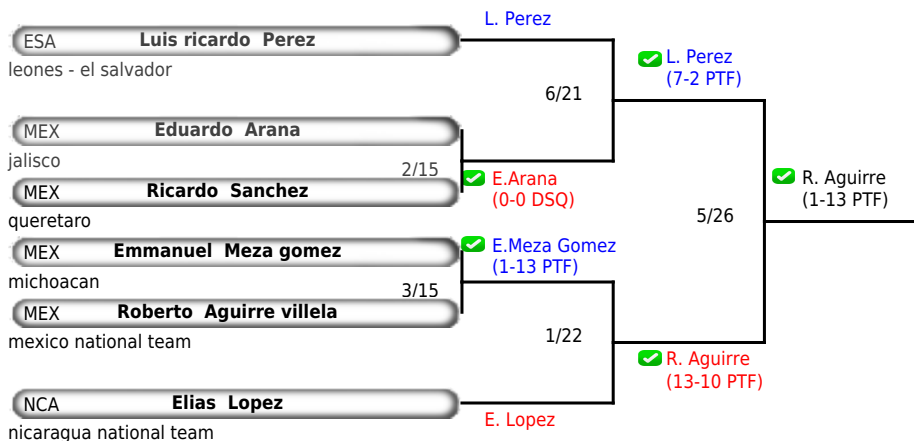 L. Perez
ESA Luis ricardo Perez
leones - el salvador
L. Perez
(7-2 PTF)
6/21
MEX Eduardo Arana
jalisco
2/15
E.Arana
(0-0 DSQ)
MEX Ricardo Sanchez
queretaro
R. Aguirre
(1-13 PTF)
5/26
MEX Emmanuel Meza gomez
michoacan
E.Meza Gomez
(1-13 PTF)
3/15
MEX Roberto Aguirre villela
mexico national team
1/22
R. Aguirre
(13-10 PTF)
NCA Elias Lopez
nicaragua national team
E. Lopez